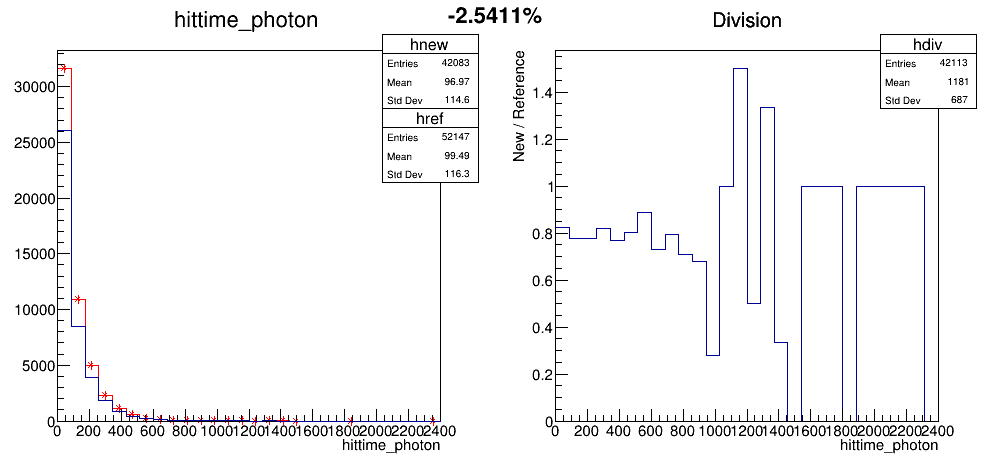 -2.5411%
hittime_photon
hnew
Entries 42083
Mean 96.97
Std Dev 114.6
href
Entries 52147
Mean 99.49
Std Dev 116.3
30000
25000
20000
15000
10000
5000
0
0 200 400 600 800 1000 1200 1400 1600 1800 2000 2200 2400
hittime_photon
Division
hdiv
Entries 42113
Mean 1181
Std Dev 687
New / Reference
1.4
1.2
1
0.8
0.6
0.4
0.2
0
0 200 400 600 800 1000 1200 1400 1600 1800 2000 2200 2400
hittime_photon